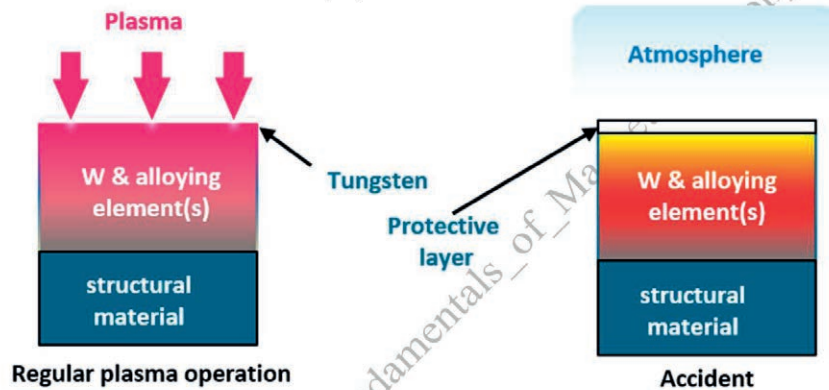 Plasma
Atmosphere
W & alloying
element(s)
Tungsten
W & alloying
element(s)
Protective
layer
structural
material
structural
material
Regular plasma operation
Accident